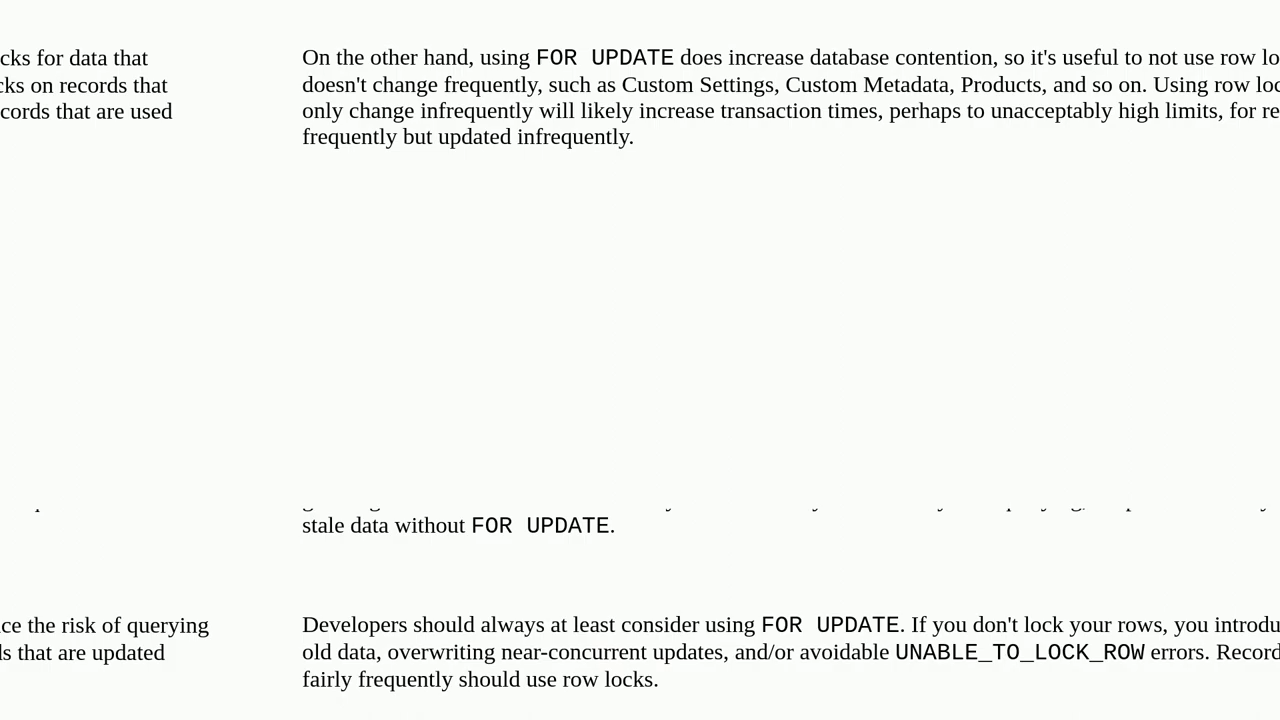 cks for data that
cks on records that
cords that are used
On the other hand, using FOR UPDATE does increase database contention, so it's useful to not use row lo
doesn't change frequently, such as Custom Settings, Custom Metadata, Products, and so on. Using row loc
only change infrequently will likely increase transaction times, perhaps to unacceptably high limits, for re
frequently but updated infrequently.
stale data without FOR UPDATE.
ce the risk of querying
ds that are updated
Developers should always at least consider using FOR UPDATE. If you don't lock your rows, you introdu
old data, overwriting near-concurrent updates, and/or avoidable UNABLE_TO_LOCK_ROW errors. Record
fairly frequently should use row locks.